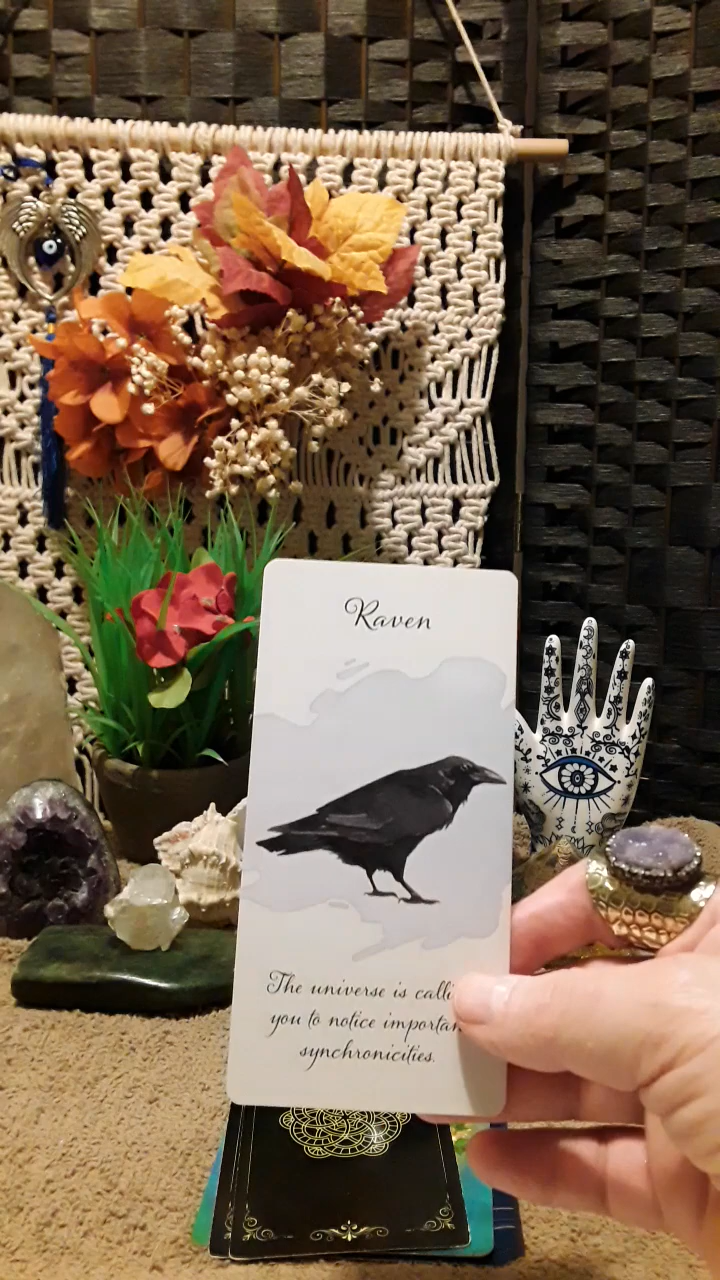 Raven
The universe is calli
you to notice importan
synchronicities.